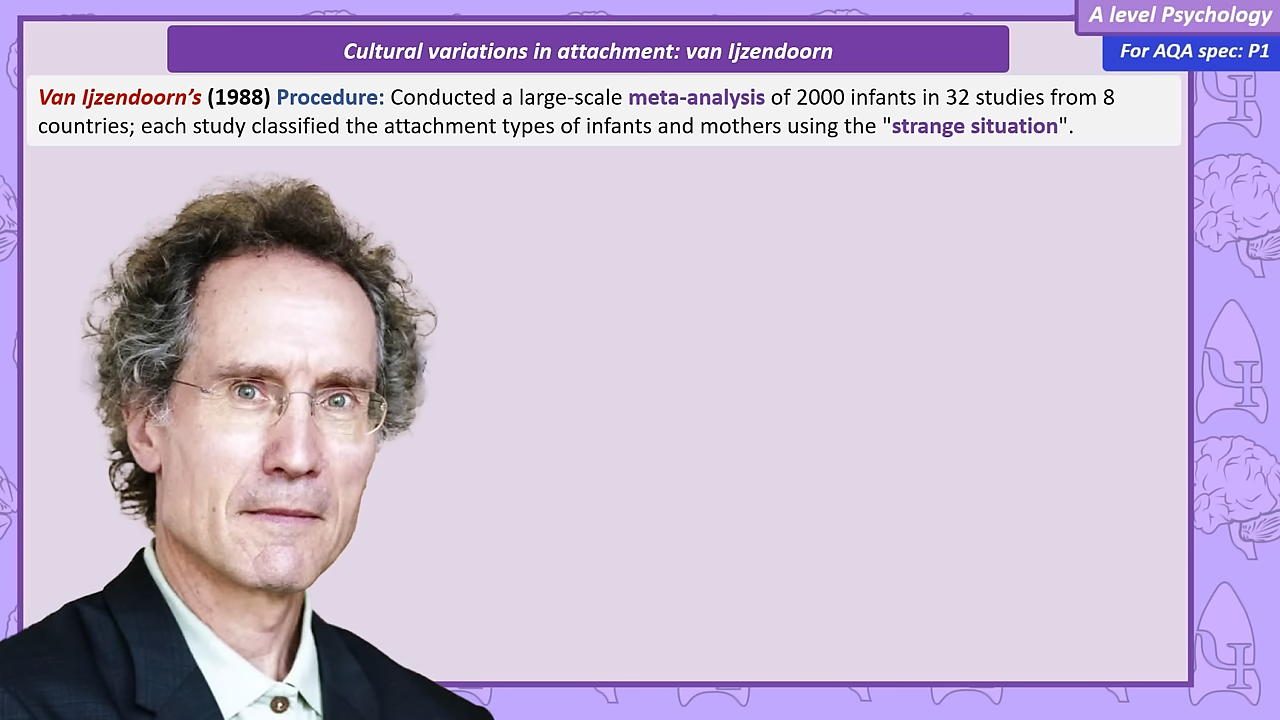 A level Psychology
Cultural variations in attachment: van Ijzendoorn
For AQA spec: P1
Van Ijzendoorn’s (1988) Procedure: Conducted a large-scale meta-analysis of 2000 infants in 32 studies from 8
countries; each study classified the attachment types of infants and mothers using the "strange situation".